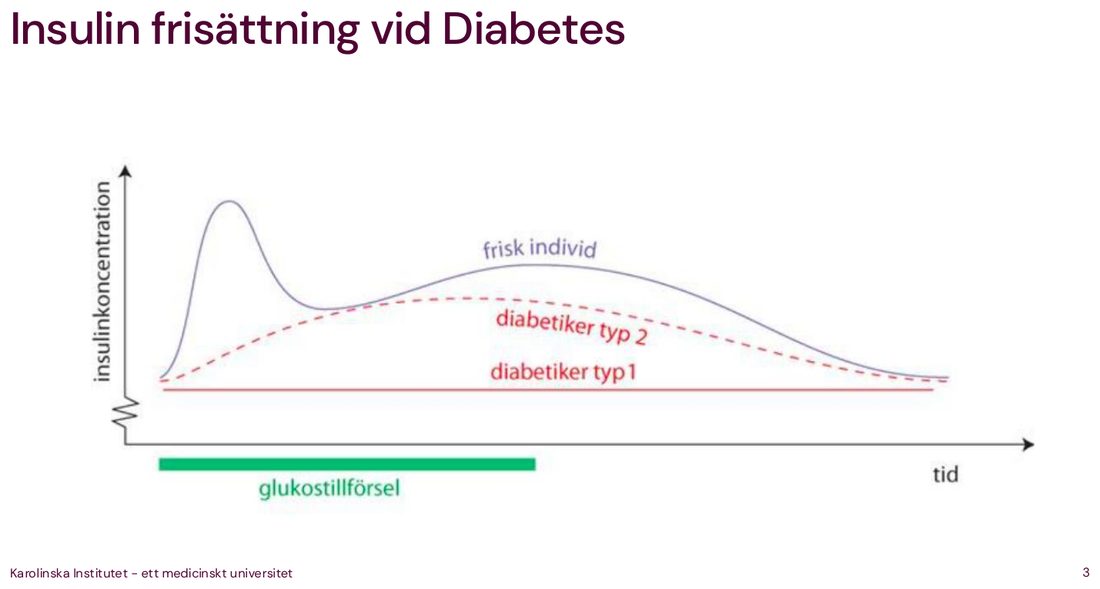 Insulin frisättning vid Diabetes
insulinkoncentration
frisk individ
diabetiker typ 2
diabetiker typ1
glukostillförsel
tid
Karolinska Institutet - ett medicinskt universitet
3